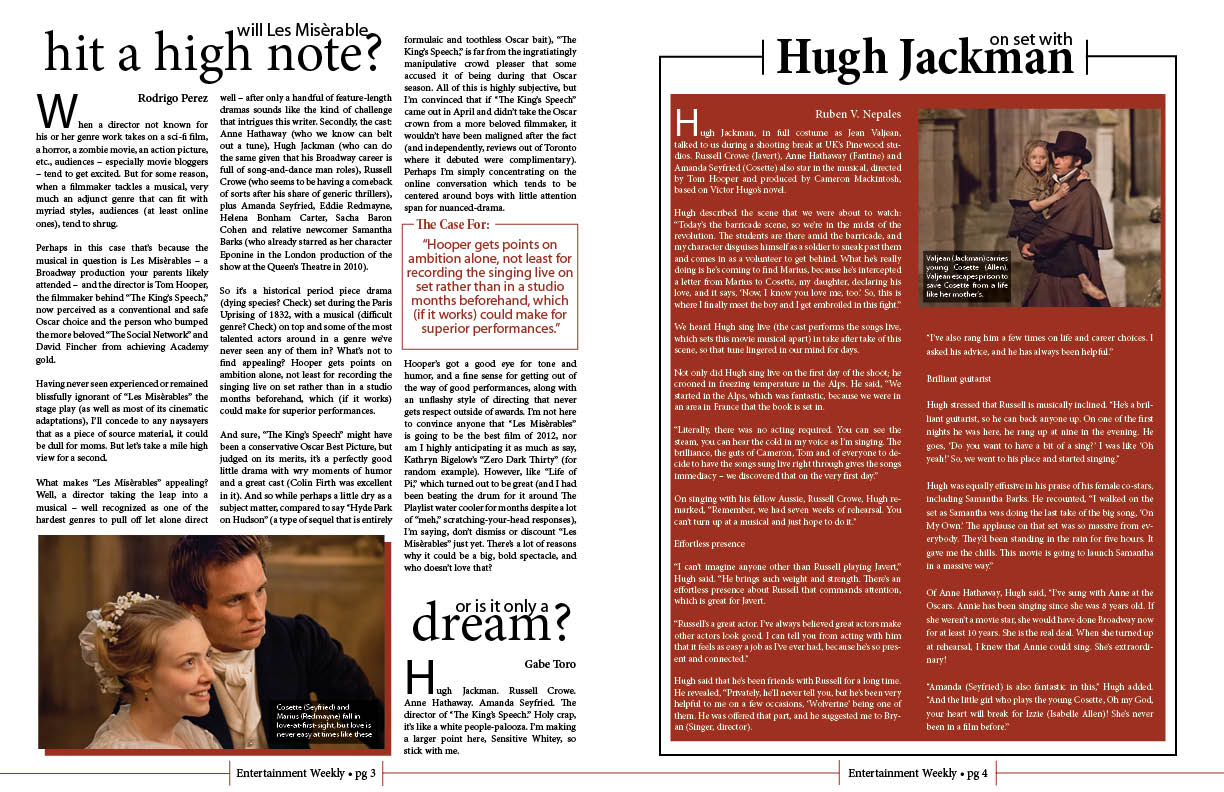 will Les Misèrable
hit a high note?
Rodrigo Perez
When a director not known for
his or her genre work takes on a sci-fi film,
a horror, a zombie movie, an action picture,
etc., audiences – especially movie bloggers
– tend to get excited. But for some reason,
when a filmmaker tackles a musical, very
much an adjunct genre that can fit with
myriad styles, audiences (at least online
ones), tend to shrug.
Perhaps in this case that's because the
musical in question is Les Misèrables – a
Broadway production your parents likely
attended – and the director is Tom Hooper,
the filmmaker behind "The King's Speech,"
now perceived as a conventional and safe
Oscar choice and the person who bumped
the more beloved "The Social Network" and
David Fincher from achieving Academy
gold.
Having never seen experienced or remained
blissfully ignorant of "Les Misèrables" the
stage play (as well as most of its cinematic
adaptations), I'll concede to any naysayers
that as a piece of source material, it could
be dull for moms. But let's take a mile high
view for a second.
What makes "Les Misèrables" appealing?
Well, a director taking the leap into a
musical – well recognized as one of the
hardest genres to pull off let alone direct
well – after only a handful of feature-length
dramas sounds like the kind of challenge
that intrigues this writer. Secondly, the cast:
Anne Hathaway (who we know can belt
out a tune), Hugh Jackman (who can do
the same given that his Broadway career is
full of song-and-dance man roles), Russell
Crowe (who seems to be having a comeback
of sorts after his share of generic thrillers),
plus Amanda Seyfried, Eddie Redmayne,
Helena Bonham Carter, Sacha Baron
Cohen and relative newcomer Samantha
Barks (who already starred as her character
Eponine in the London production of the
show at the Queen's Theatre in 2010).
So it's a historical period piece drama
(dying species? Check) set during the Paris
Uprising of 1832, with a musical (difficult
genre? Check) on top and some of the most
talented actors around in a genre we've
never seen any of them in? What's not to
find appealing? Hooper gets points on
ambition alone, not least for recording the
singing live on set rather than in a studio
months beforehand, which (if it works)
could make for superior performances.
And sure, "The King's Speech" might have
been a conservative Oscar Best Picture, but
judged on its merits, it's a perfectly good
little drama with wry moments of humor
and a great cast (Colin Firth was excellent
in it). And so while perhaps a little dry as a
subject matter, compared to say "Hyde Park
on Hudson" (a type of sequel that is entirely
formulaic and toothless Oscar bait), "The
King's Speech," is far from the ingratiatingly
manipulative crowd pleaser that some
accused it of being during that Oscar
season. All of this is highly subjective, but
I'm convinced that if "The King's Speech"
came out in April and didn't take the Oscar
crown from a more beloved filmmaker, it
wouldn't have been maligned after the fact
(and independently, reviews out of Toronto
where it debuted were complimentary).
Perhaps I'm simply concentrating on the
online conversation which tends to be
centered around boys with little attention
span for nuanced-drama.
The Case For:
"Hooper gets points on
ambition alone, not least for
recording the singing live on
set rather than in a studio
months beforehand, which
(if it works) could make for
superior performances."
Hooper's got a good eye for tone and
humor, and a fine sense for getting out of
the way of good performances, along with
an unflashy style of directing that never
gets respect outside of awards. I'm not here
to convince anyone that "Les Misèrables"
is going to be the best film of 2012, nor
am I highly anticipating it as much as say,
Kathryn Bigelow's "Zero Dark Thirty" (for
random example). However, like "Life of
Pi," which turned out to be great (and I had
been beating the drum for it around The
Playlist water cooler for months despite a lot
of "meh," scratching-your-head responses),
I'm saying, don't dismiss or discount "Les
Misèrables" just yet. There's a lot of reasons
why it could be a big, bold spectacle, and
who doesn't love that?
or is it only a
dream?
Gabe Toro
Hugh Jackman. Russell Crowe.
Anne Hathaway. Amanda Seyfried. The
director of "The King's Speech." Holy crap,
it's like a white people-palooza. I'm making
a larger point here, Sensitive Whitey, so
stick with me.
Cosette (Seyfried) and
Marius (Redmayne) fall in
love-at-first-sight, but love is
never easy at times like these.
Entertainment Weekly • pg 3
on set with
Hugh Jackman
Ruben V. Nepales
Hugh Jackman, in full costume as Jean Valjean,
talked to us during a shooting break at UK's Pinewood stu-
dios. Russell Crowe (Javert), Anne Hathaway (Fantine) and
Amanda Seyfried (Cosette) also star in the musical, directed
by Tom Hooper and produced by Cameron Mackintosh,
based on Victor Hugo's novel.
Hugh described the scene that we were about to watch:
"Today's the barricade scene, so we're in the midst of the
revolution. The students are there amid the barricade, and
my character disguises himself as a soldier to sneak past them
and comes in as a volunteer to get behind. What he's really
doing is he's coming to find Marius, because he's intercepted
a letter from Marius to Cosette, my daughter, declaring his
love, and it says, 'Now, I know you love me, too.' So, this is
where I finally meet the boy and I get embroiled in this fight."
We heard Hugh sing live (the cast performs the songs live,
which sets this movie musical apart) in take after take of this
scene, so that tune lingered in our mind for days.
Not only did Hugh sing live on the first day of the shoot; he
crooned in freezing temperature in the Alps. He said, "We
started in the Alps, which was fantastic, because we were in
an area in France that the book is set in.
"Literally, there was no acting required. You can see the
steam, you can hear the cold in my voice as I'm singing. The
brilliance, the guts of Cameron, Tom and of everyone to de-
cide to have the songs sung live right through gives the songs
immediacy – we discovered that on the very first day."
On singing with his fellow Aussie, Russell Crowe, Hugh re-
marked, "Remember, we had seven weeks of rehearsal. You
can't turn up at a musical and just hope to do it."
Effortless presence
"I can't imagine anyone other than Russell playing Javert,"
Hugh said. "He brings such weight and strength. There's an
effortless presence about Russell that commands attention,
which is great for Javert.
"Russell's a great actor. I've always believed great actors make
other actors look good. I can tell you from acting with him
that it feels as easy a job as I've ever had, because he's so pres-
ent and connected."
Hugh said that he's been friends with Russell for a long time.
He revealed, "Privately, he'll never tell you, but he's been very
helpful to me on a few occasions, 'Wolverine' being one of
them. He was offered that part, and he suggested me to Bry-
an (Singer, director).
Valjean (Jackman) carries
young Cosette (Allen).
Valjean escapes prison to
save Cosette from a life
like her mother's.
"I've also rang him a few times on life and career choices. I
asked his advice, and he has always been helpful."
Brilliant guitarist
Hugh stressed that Russell is musically inclined. "He's a bril-
liant guitarist, so he can back anyone up. On one of the first
nights he was here, he rang up at nine in the evening. He
goes, 'Do you want to have a bit of a sing?' I was like 'Oh
yeah!' So, we went to his place and started singing."
Hugh was equally effusive in his praise of his female co-stars,
including Samantha Barks. He recounted, "I walked on the
set as Samantha was doing the last take of the big song, 'On
My Own.' The applause on that set was so massive from ev-
erybody. They'd been standing in the rain for five hours. It
gave me the chills. This movie is going to launch Samantha
in a massive way."
Of Anne Hathaway, Hugh said, "I've sung with Anne at the
Oscars. Annie has been singing since she was 8 years old. If
she weren't a movie star, she would have done Broadway now
for at least 10 years. She is the real deal. When she turned up
at rehearsal, I knew that Annie could sing. She's extraordi-
nary!
"Amanda (Seyfried) is also fantastic in this," Hugh added.
"And the little girl who plays the young Cosette, Oh my God,
your heart will break for Izzie (Isabelle Allen)! She's never
been in a film before."
Entertainment Weekly • pg 4